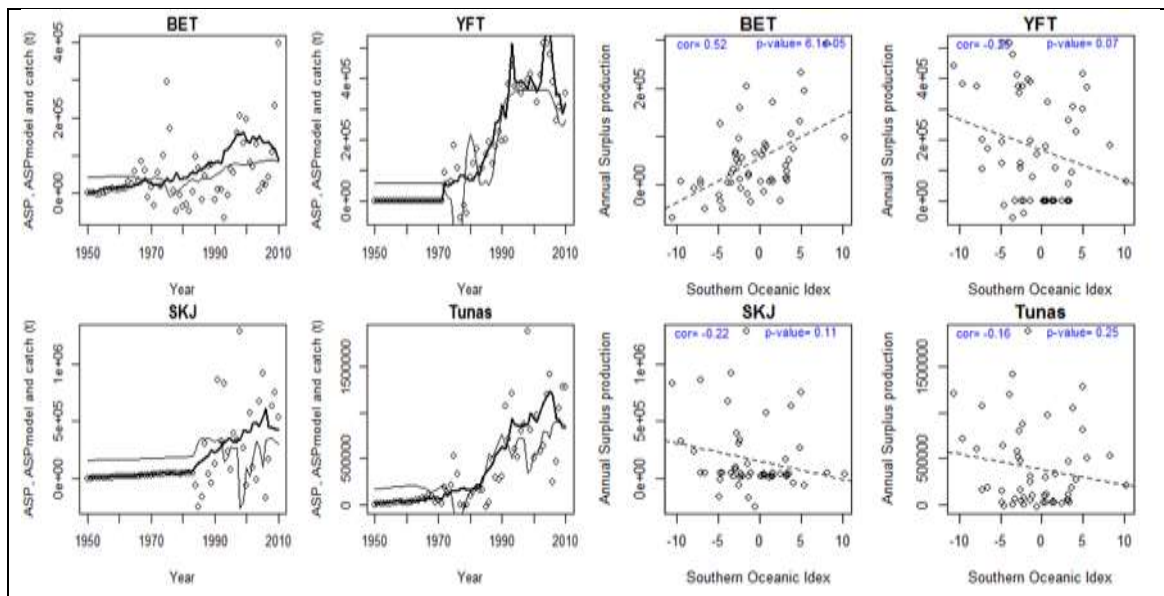 BET
ASP, ASPmodel and catch (t)
4e+05
2e+05
0e+00
1950 1970 1990 2010
Year
YFT
ASP, ASPmodel and catch (t)
4e+05
2e+05
0e+00
1950 1970 1990 2010
Year
BET
cor= 0.52 p-value= 6.1e-05
Annual Surplus production
2e+05
0e+00
-10 -5 0 5 10
Southern Oceanic Idex
YFT
cor= p-value= 0.07
Annual Surplus production
4e+05
2e+05
0e+00
-10 -5 0 5 10
Southern Oceanic Idex
SKJ
ASP, ASPmodel and catch (t)
1e+06
5e+05
0e+00
1950 1970 1990 2010
Year
Tunas
ASP, ASPmodel and catch (t)
1500000
500000
0
1950 1970 1990 2010
Year
SKJ
cor= -0.22 p-value= 0.11
Annual Surplus production
1e+06
5e+05
0e+00
-10 -5 0 5 10
Southern Oceanic Idex
Tunas
cor= -0.16 p-value= 0.25
Annual Surplus production
1500000
500000
0
-10 -5 0 5 10
Southern Oceanic Idex